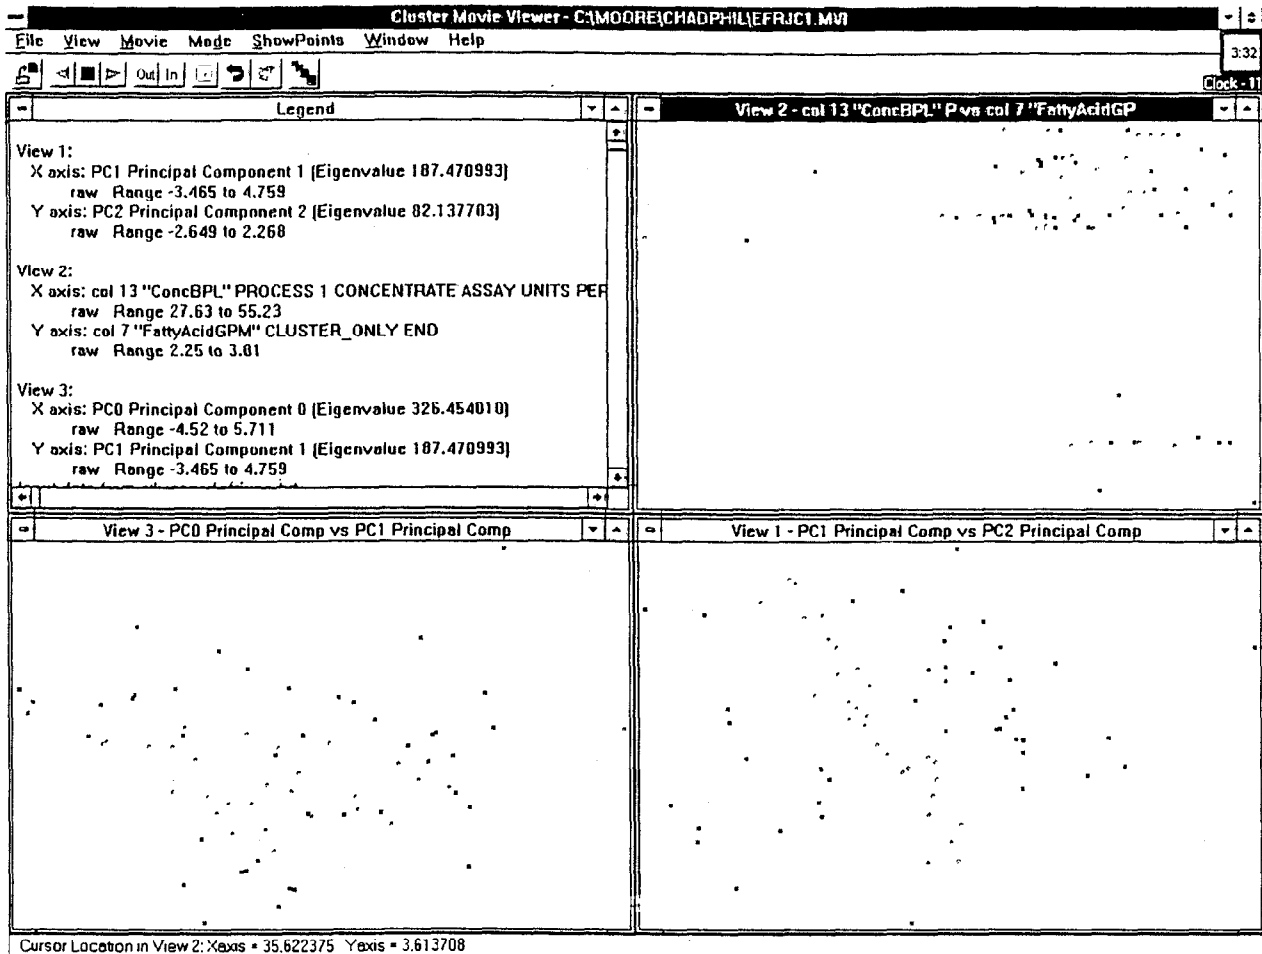 Cluster Movie Viewer - C:\MOORE\CHADPHIL\EFRJC1.MVI
File View Movie Mode ShowPoints Window Help
3:32
Out In
Clock - 11
Legend
View 1:
X axis: PC1 Principal Component 1 (Eigenvalue 187.470993)
raw Range -3.465 to 4.759
Y axis: PC2 Principal Component 2 (Eigenvalue 82.137703)
raw Range -2.649 to 2.268
View 2:
X axis: col 13 "ConcBPL" PROCESS 1 CONCENTRATE ASSAY UNITS PER
raw Range 27.63 to 55.23
Y axis: col 7 "FattyAcidGPM" CLUSTER_ONLY END
raw Range 2.25 to 3.81
View 3:
X axis: PC0 Principal Component 0 (Eigenvalue 326.454010)
raw Range -4.52 to 5.711
Y axis: PC1 Principal Component 1 (Eigenvalue 187.470993)
raw Range -3.465 to 4.759
View 2 - col 13 "ConcBPL" P vs col 7 "FattyAcidGP
View 3 - PC0 Principal Comp vs PC1 Principal Comp
View 1 - PC1 Principal Comp vs PC2 Principal Comp
Cursor Location in View 2: Xaxis = 35.622375 Yaxis = 3.613708